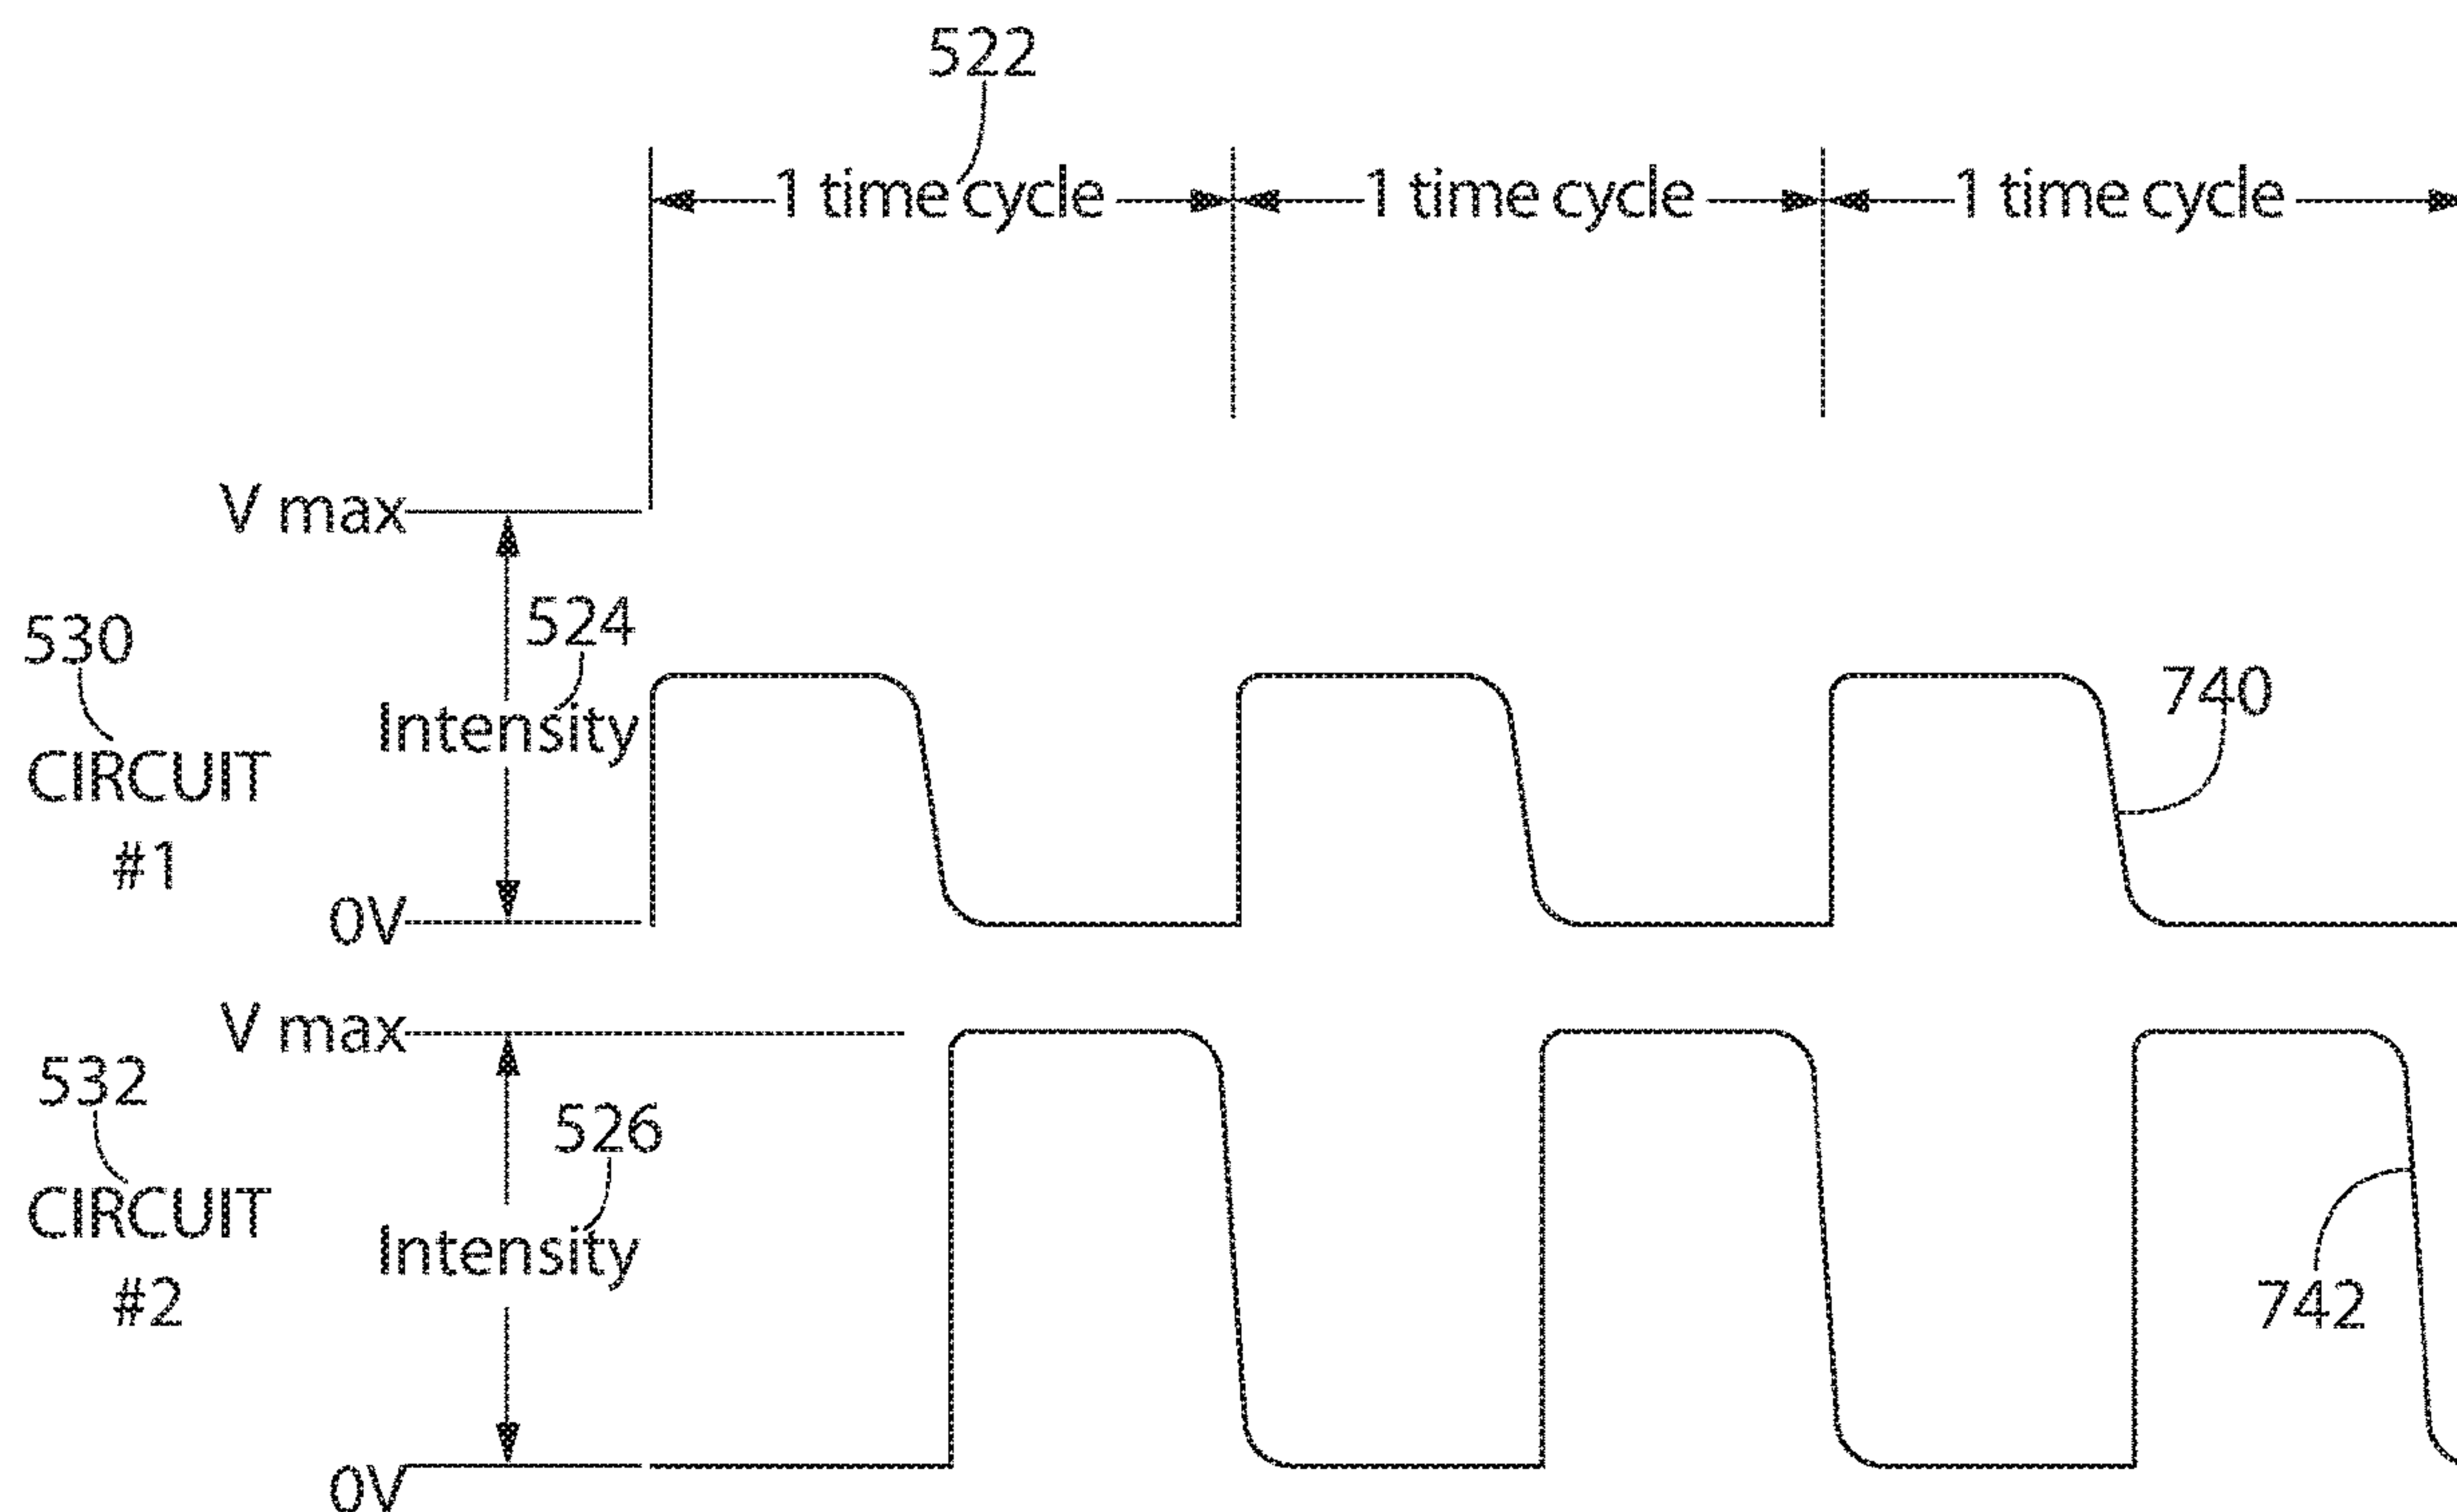 522
1 time cycle 1 time cycle 1 time cycle
V max
530
524
CIRCUIT
#1
Intensity
740
0V
V max
532
526
CIRCUIT
#2
Intensity
742
0V